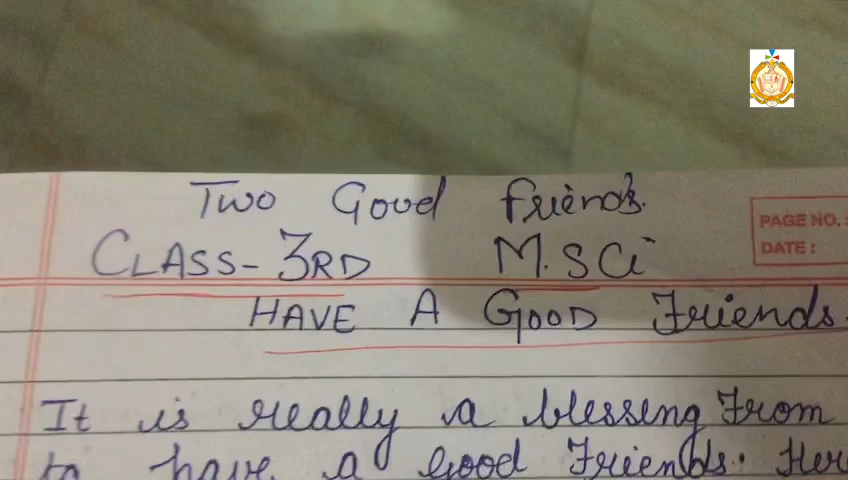 Two Good friends.
CLASS-3RD M.SCi
PAGE NO.:
DATE:
HAVE A GOOD Friends.
It is really a blessing From
to have a good Friends. Her